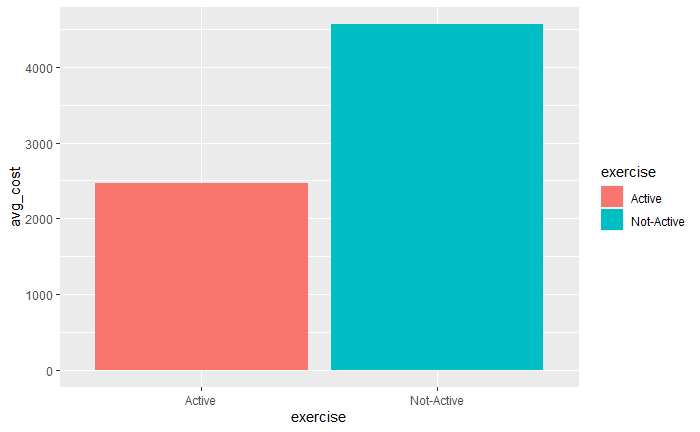 avg_cost
4000
3000
2000
1000
0
Active
Not-Active
exercise
exercise
Active
Not-Active